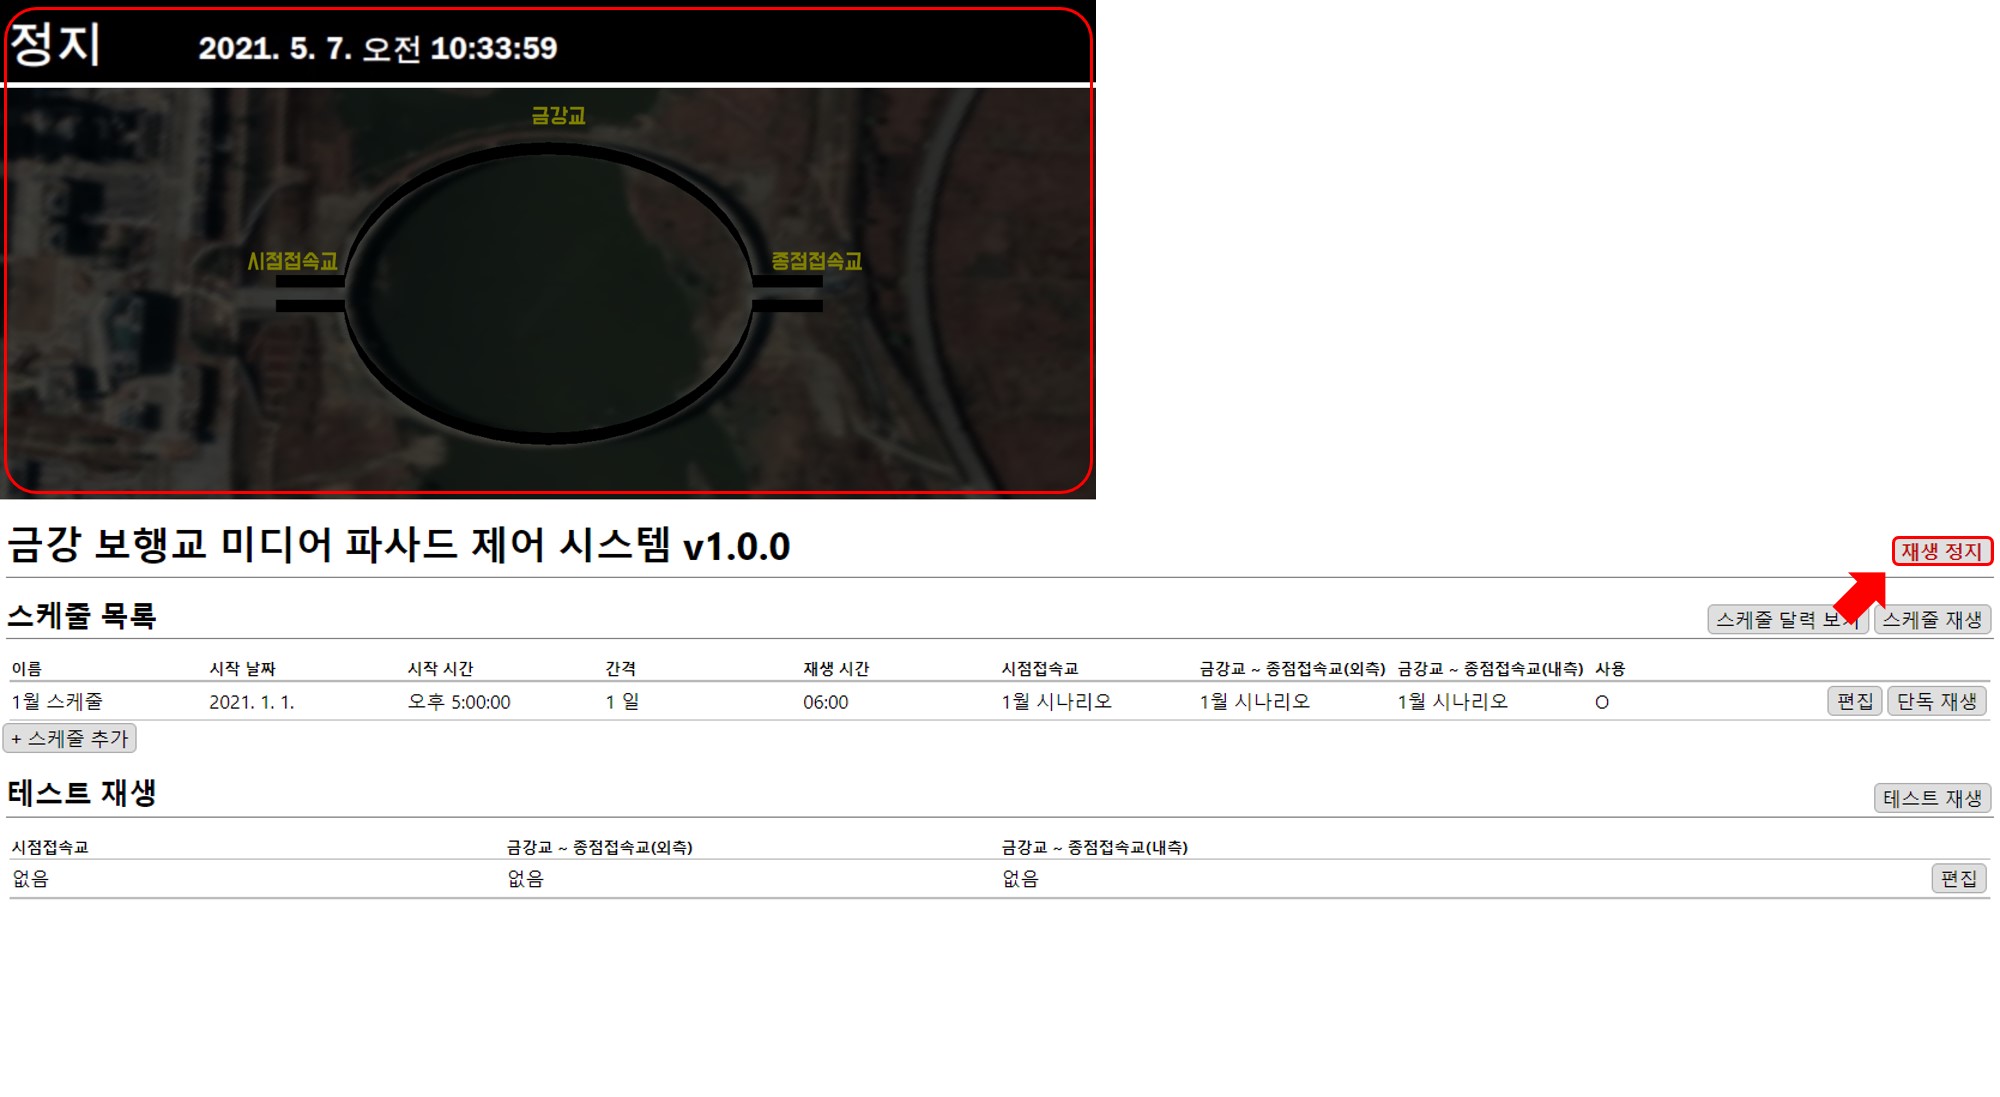 정지 2021. 5. 7. 오전 10:33:59
금강교
시점접속교 종점접속교
금강 보행교 미디어 파사드 제어 시스템 v1.0.0 재생 정지
스케줄 목록 스케줄 달력 보기 스케줄 재생
이름 시작 날짜 시작 시간 간격 재생 시간 시점접속교 금강교 ~ 종점접속교(외측) 금강교 ~ 종점접속교(내측) 사용
1월 스케줄 2021. 1. 1. 오후 5:00:00 1 일 06:00 1월 시나리오 1월 시나리오 1월 시나리오 O 편집 단독 재생
+ 스케줄 추가
테스트 재생 테스트 재생
시점접속교 금강교 ~ 종점접속교(외측) 금강교 ~ 종점접속교(내측)
없음 없음 없음 편집